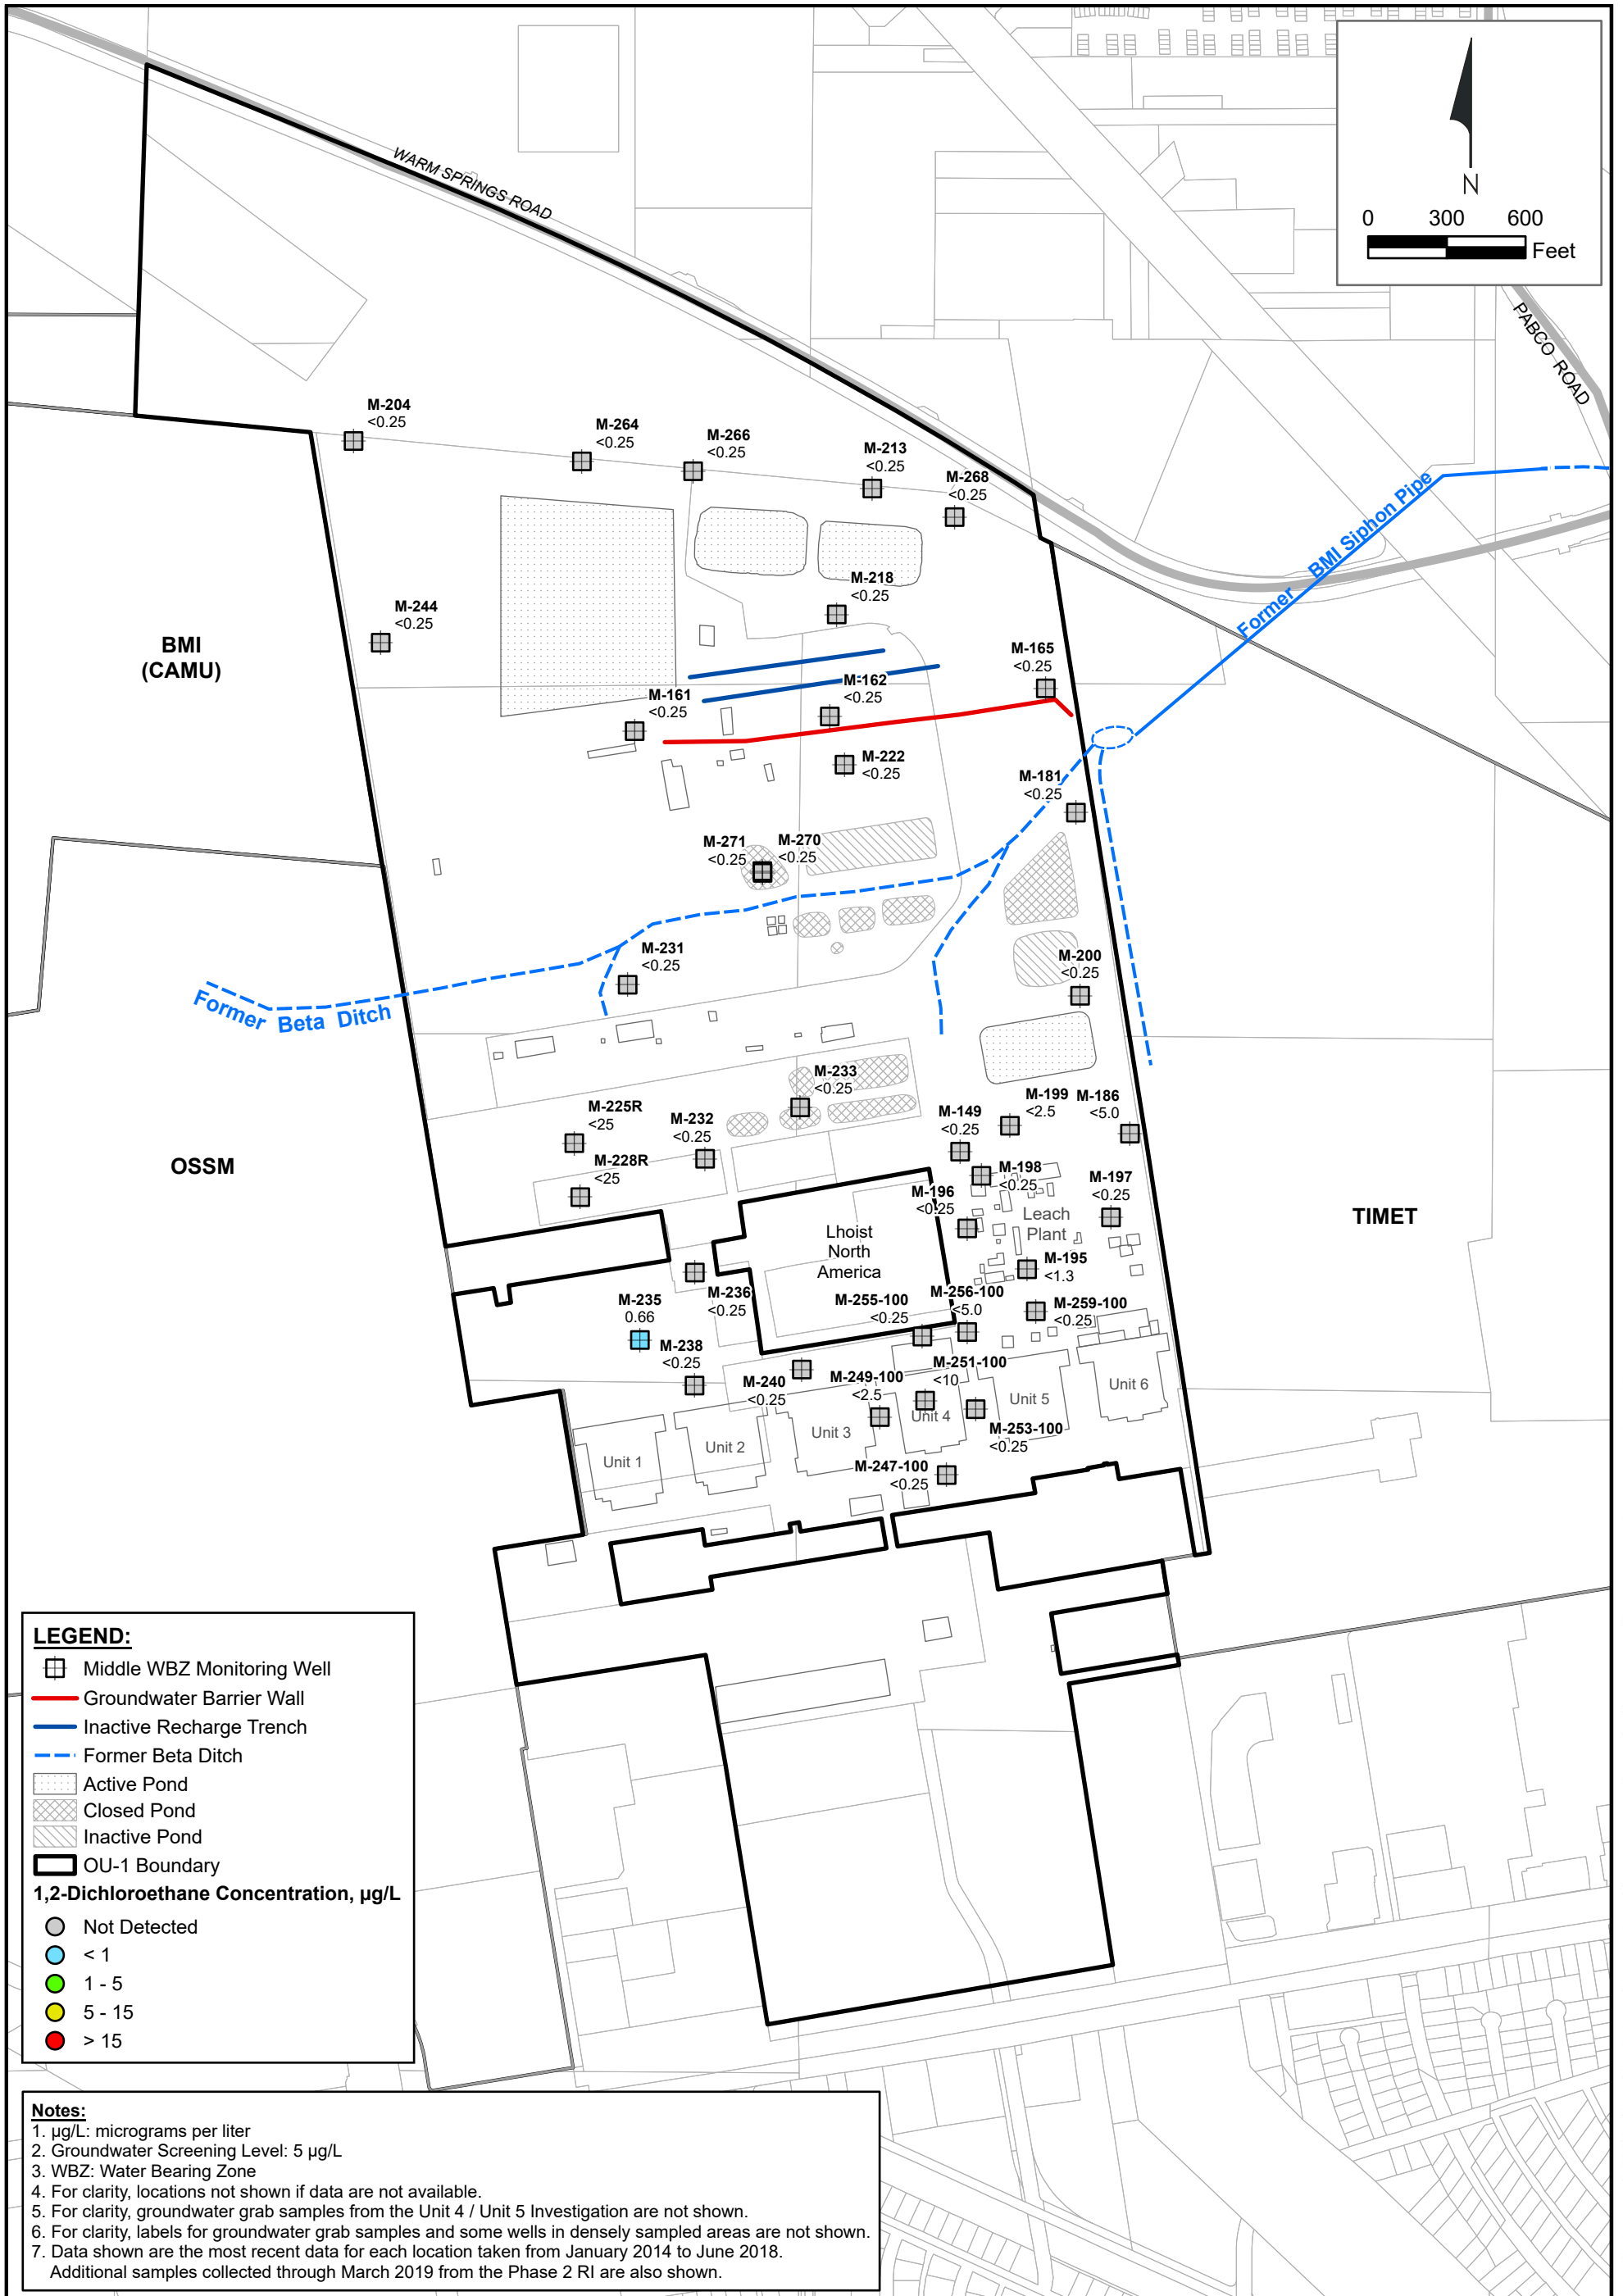 N
0 300 600
Feet
WARM SPRINGS ROAD
PABCO ROAD
M-204
<0.25
M-264
<0.25
M-266
<0.25
M-213
<0.25
M-268
<0.25
Former BMI Siphon Pipe
M-218
<0.25
M-244
<0.25
BMI
(CAMU)
M-165
<0.25
M-161
<0.25
M-162
<0.25
M-222
<0.25
M-181
<0.25
M-271
<0.25
M-270
<0.25
M-231
<0.25
M-200
<0.25
Former Beta Ditch
M-233
<0.25
M-225R
<25
M-232
<0.25
M-149
<0.25
M-199
<2.5
M-186
<5.0
OSSM
M-228R
<25
M-198
<0.25
M-196
<0.25
M-197
<0.25
Leach
Plant
TIMET
Lhoist
North
America
M-195
<1.3
M-236
<0.25
M-235
0.66
M-255-100
<0.25
M-256-100
<5.0
M-259-100
<0.25
M-238
<0.25
M-240
<0.25
M-249-100
<2.5
M-251-100
<10
M-253-100
<0.25
Unit 1
Unit 2
Unit 3
Unit 4
Unit 5
Unit 6
M-247-100
<0.25
LEGEND:
Middle WBZ Monitoring Well
Groundwater Barrier Wall
Inactive Recharge Trench
Former Beta Ditch
Active Pond
Closed Pond
Inactive Pond
OU-1 Boundary
1,2-Dichloroethane Concentration, µg/L
Not Detected
< 1
1 - 5
5 - 15
> 15
Notes:
1. µg/L: micrograms per liter
2. Groundwater Screening Level: 5 µg/L
3. WBZ: Water Bearing Zone
4. For clarity, locations not shown if data are not available.
5. For clarity, groundwater grab samples from the Unit 4 / Unit 5 Investigation are not shown.
6. For clarity, labels for groundwater grab samples and some wells in densely sampled areas are not shown.
7. Data shown are the most recent data for each location taken from January 2014 to June 2018.
Additional samples collected through March 2019 from the Phase 2 RI are also shown.